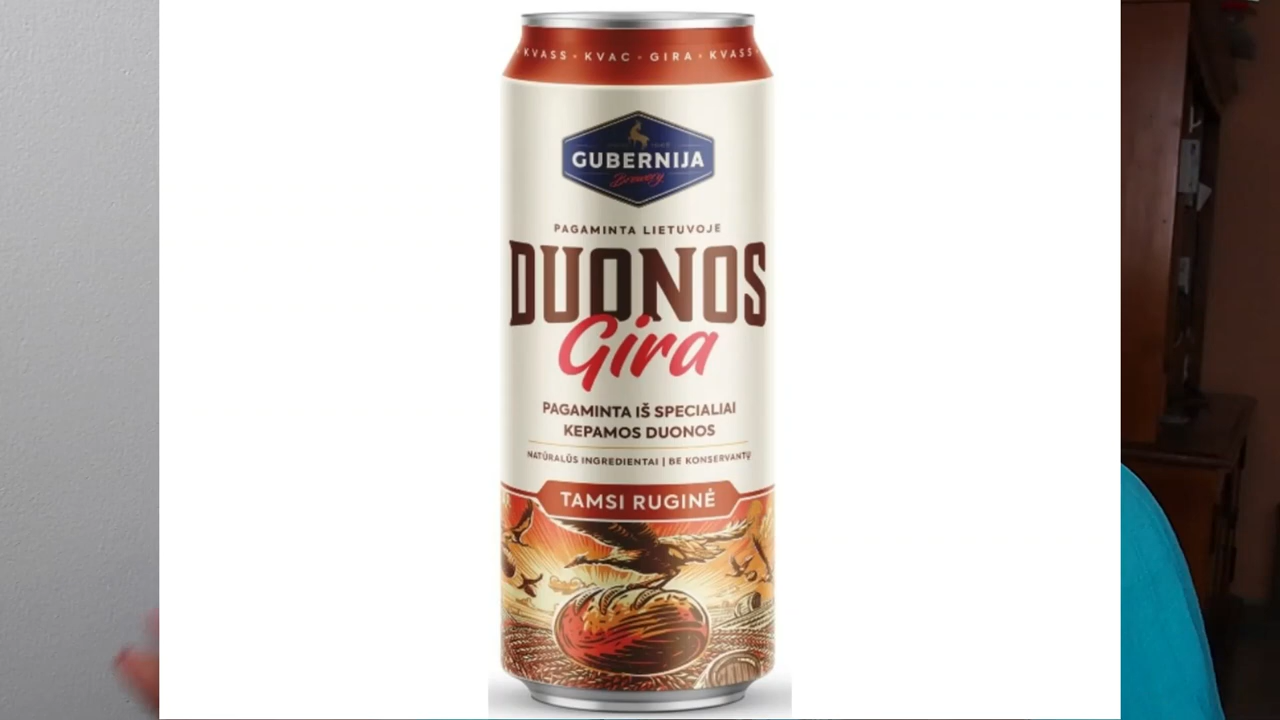 KVASS · KVAC · GIRA · KVASS
GUBERNIJA
Brewery
PAGAMINTA LIETUVOJE
DUONOS
Gira
PAGAMINTA IŠ SPECIALIAI
KEPAMOS DUONOS
NATŪRALŪS INGREDIENTAI | BE KONSERVANTŲ
TAMSI RUGINĖ